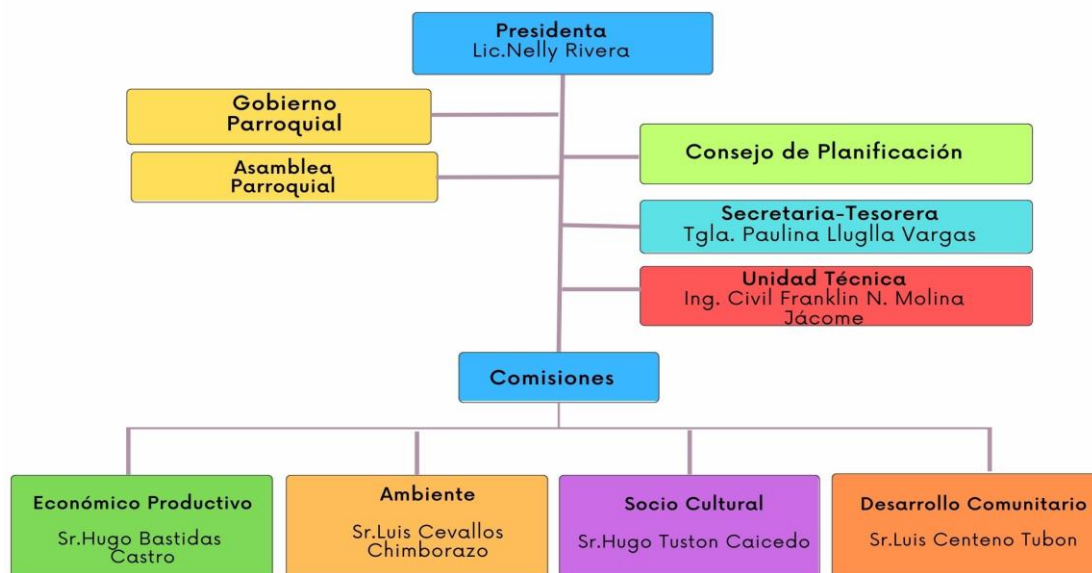 Presidenta
Lic.Nelly Rivera
Gobierno
Parroquial
Asamblea
Parroquial
Consejo de Planificación
Secretaria-Tesorera
Tgla. Paulina Lluglla Vargas
Unidad Técnica
Ing. Civil Franklin N. Molina
Jácome
Comisiones
Económico Productivo
Sr.Hugo Bastidas
Castro
Ambiente
Sr.Luis Cevallos
Chimborazo
Socio Cultural
Sr.Hugo Tuston Caicedo
Desarrollo Comunitario
Sr.Luis Centeno Tubon